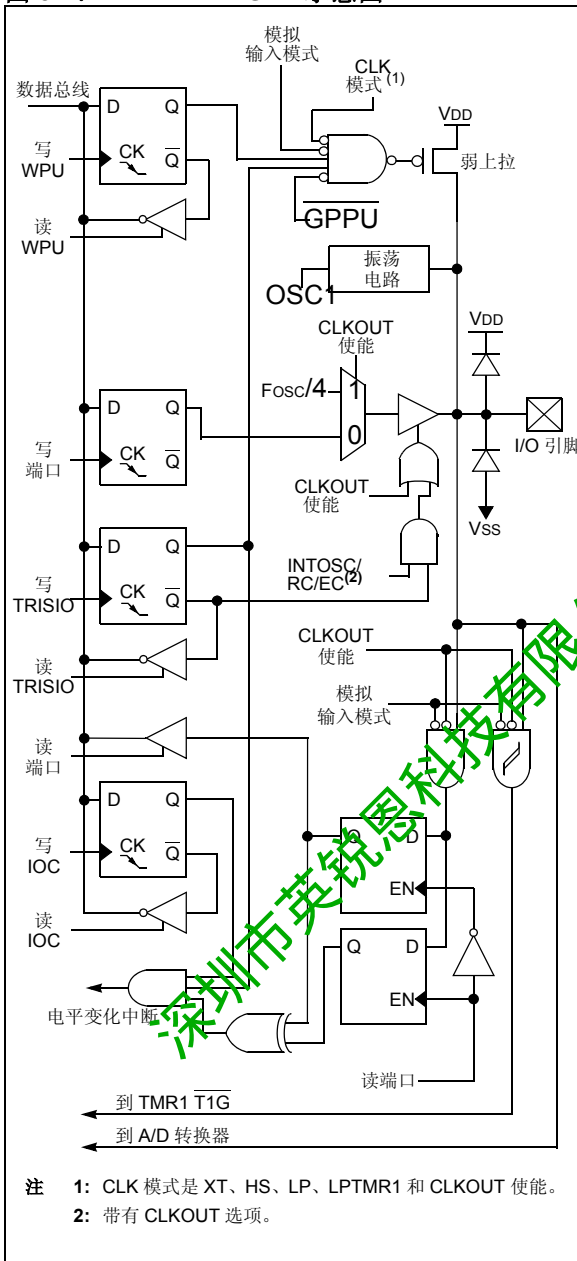 模拟
输入模式
CLK
模式(1)
数据总线
D
Q
VDD
写
WPU
CK
Q
弱上拉
读
WPU
GPPU
振荡
电路
OSC1
CLKOUT
使能
VDD
FOSC/4
1
D
Q
0
I/O 引脚
写
端口
CK
Q
CLKOUT
使能
VSS
D
Q
INTOSC/
RC/EC(2)
写
TRISIO
CK
Q
CLKOUT
使能
读
TRISIO
模拟
输入模式
读
端口
D
Q
Q
D
写
IOC
CK
Q
EN
读
IOC
Q
D
EN
电平变化中断
读端口
到 TMR1 T1G
到 A/D 转换器
注 1: CLK 模式是 XT、HS、LP、LPTMR1 和 CLKOUT 使能。
2: 带有 CLKOUT 选项。
深圳市英锐恩科技有限